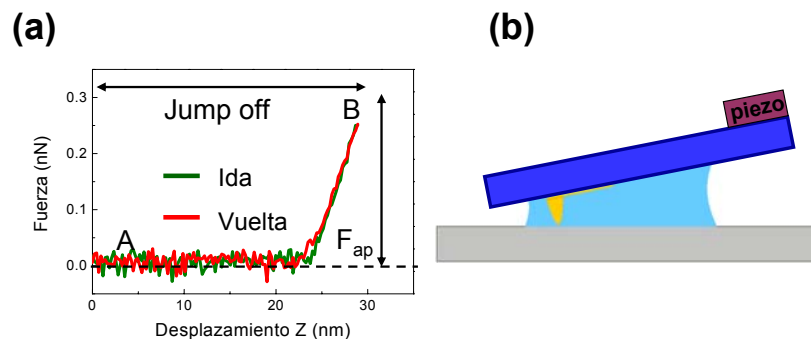 (a)
(b)
0.3
0.2
0.1
0.0
Fuerza (nN)
Jump off
B
Ida
Vuelta
A
F_ap
0
10
20
30
Desplazamiento Z (nm)
piezo